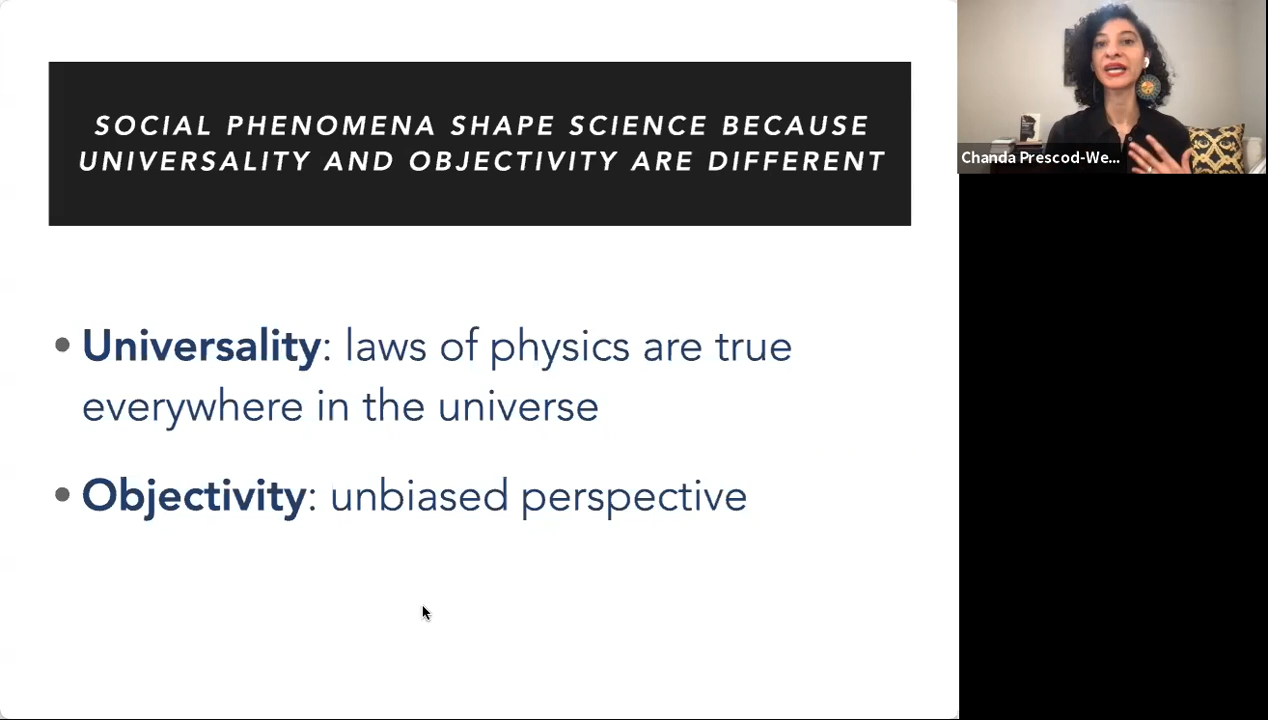 SOCIAL PHENOMENA SHAPE SCIENCE BECAUSE
UNIVERSALITY AND OBJECTIVITY ARE DIFFERENT
• Universality: laws of physics are true
everywhere in the universe
• Objectivity: unbiased perspective
Chanda Prescod-We...